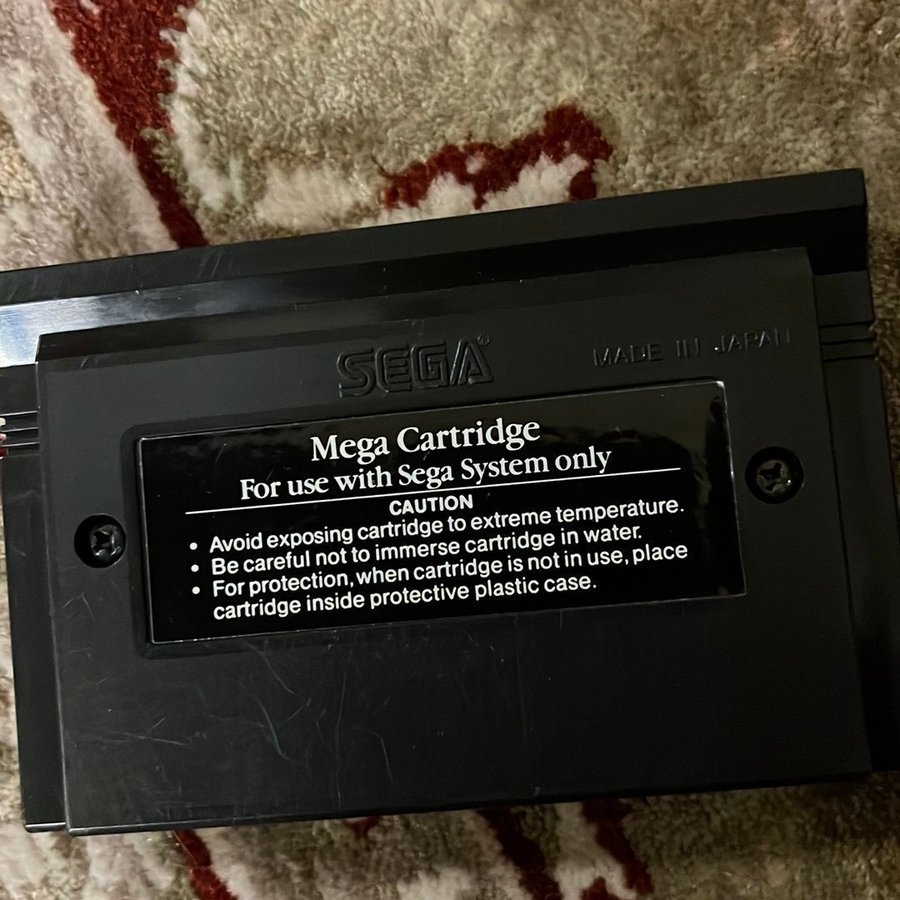 SEGA®
MADE IN JAPAN
Mega Cartridge
For use with Sega System only
CAUTION
• Avoid exposing cartridge to extreme temperature.
• Be careful not to immerse cartridge in water.
• For protection, when cartridge is not in use, place
cartridge inside protective plastic case.